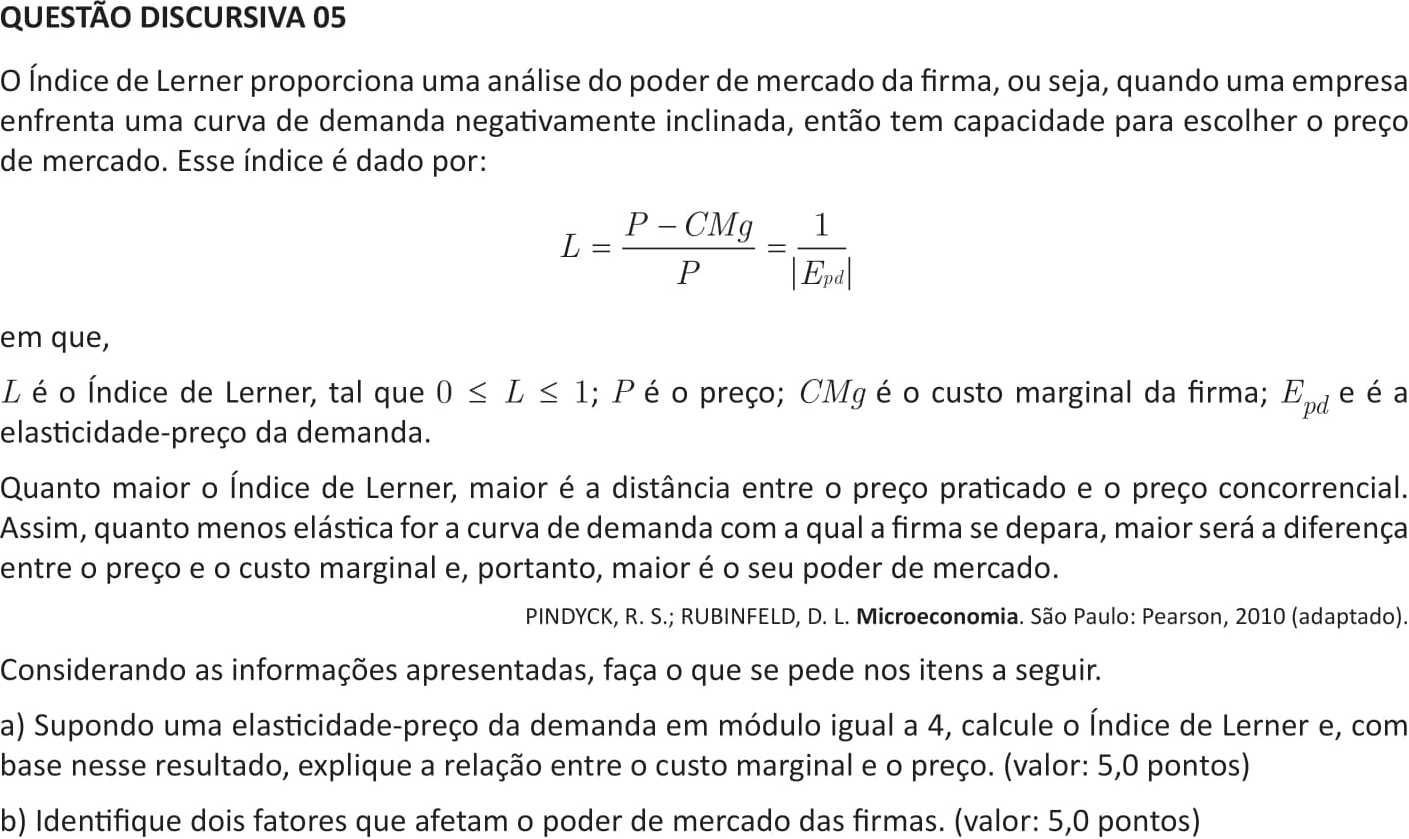 QUESTÃO DISCURSIVA 05
O Índice de Lerner proporciona uma análise do poder de mercado da firma, ou seja, quando uma empresa
enfrenta uma curva de demanda negativamente inclinada, então tem capacidade para escolher o preço
de mercado. Esse índice é dado por:
L = \frac{P - CMg}{P} = \frac{1}{|E_{pd}|}
em que,
L é o Índice de Lerner, tal que 0 ≤ L ≤ 1; P é o preço; CMg é o custo marginal da firma; E_{pd} e é a
elasticidade-preço da demanda.
Quanto maior o Índice de Lerner, maior é a distância entre o preço praticado e o preço concorrencial.
Assim, quanto menos elástica for a curva de demanda com a qual a firma se depara, maior será a diferença
entre o preço e o custo marginal e, portanto, maior é o seu poder de mercado.
PINDYCK, R. S.; RUBINFELD, D. L. Microeconomia. São Paulo: Pearson, 2010 (adaptado).
Considerando as informações apresentadas, faça o que se pede nos itens a seguir.
a) Supondo uma elasticidade-preço da demanda em módulo igual a 4, calcule o Índice de Lerner e, com
base nesse resultado, explique a relação entre o custo marginal e o preço. (valor: 5,0 pontos)
b) Identifique dois fatores que afetam o poder de mercado das firmas. (valor: 5,0 pontos)